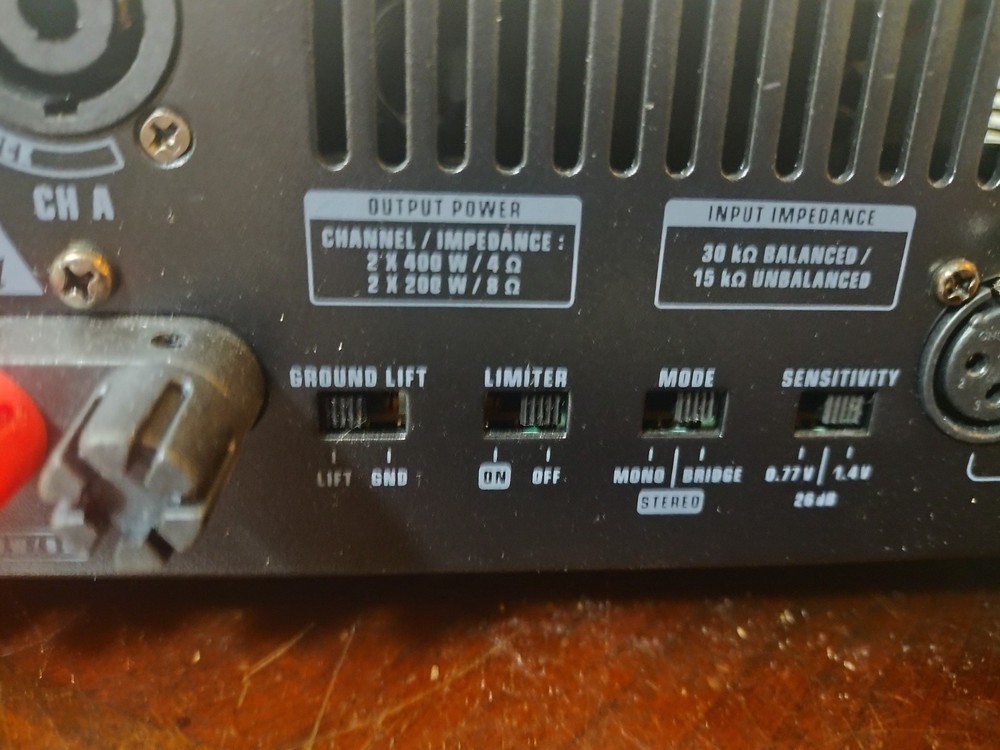 CH A
OUTPUT POWER
CHANNEL / IMPEDANCE :
2 X 400 W / 4 Ω
2 X 200 W / 8 Ω
INPUT IMPEDANCE
30 kΩ BALANCED /
15 kΩ UNBALANCED
GROUND LIFT
LIFT GND
LIMITER
ON OFF
MODE
MONO BRIDGE
STEREO
SENSITIVITY
0.77V 1.4V
26dB